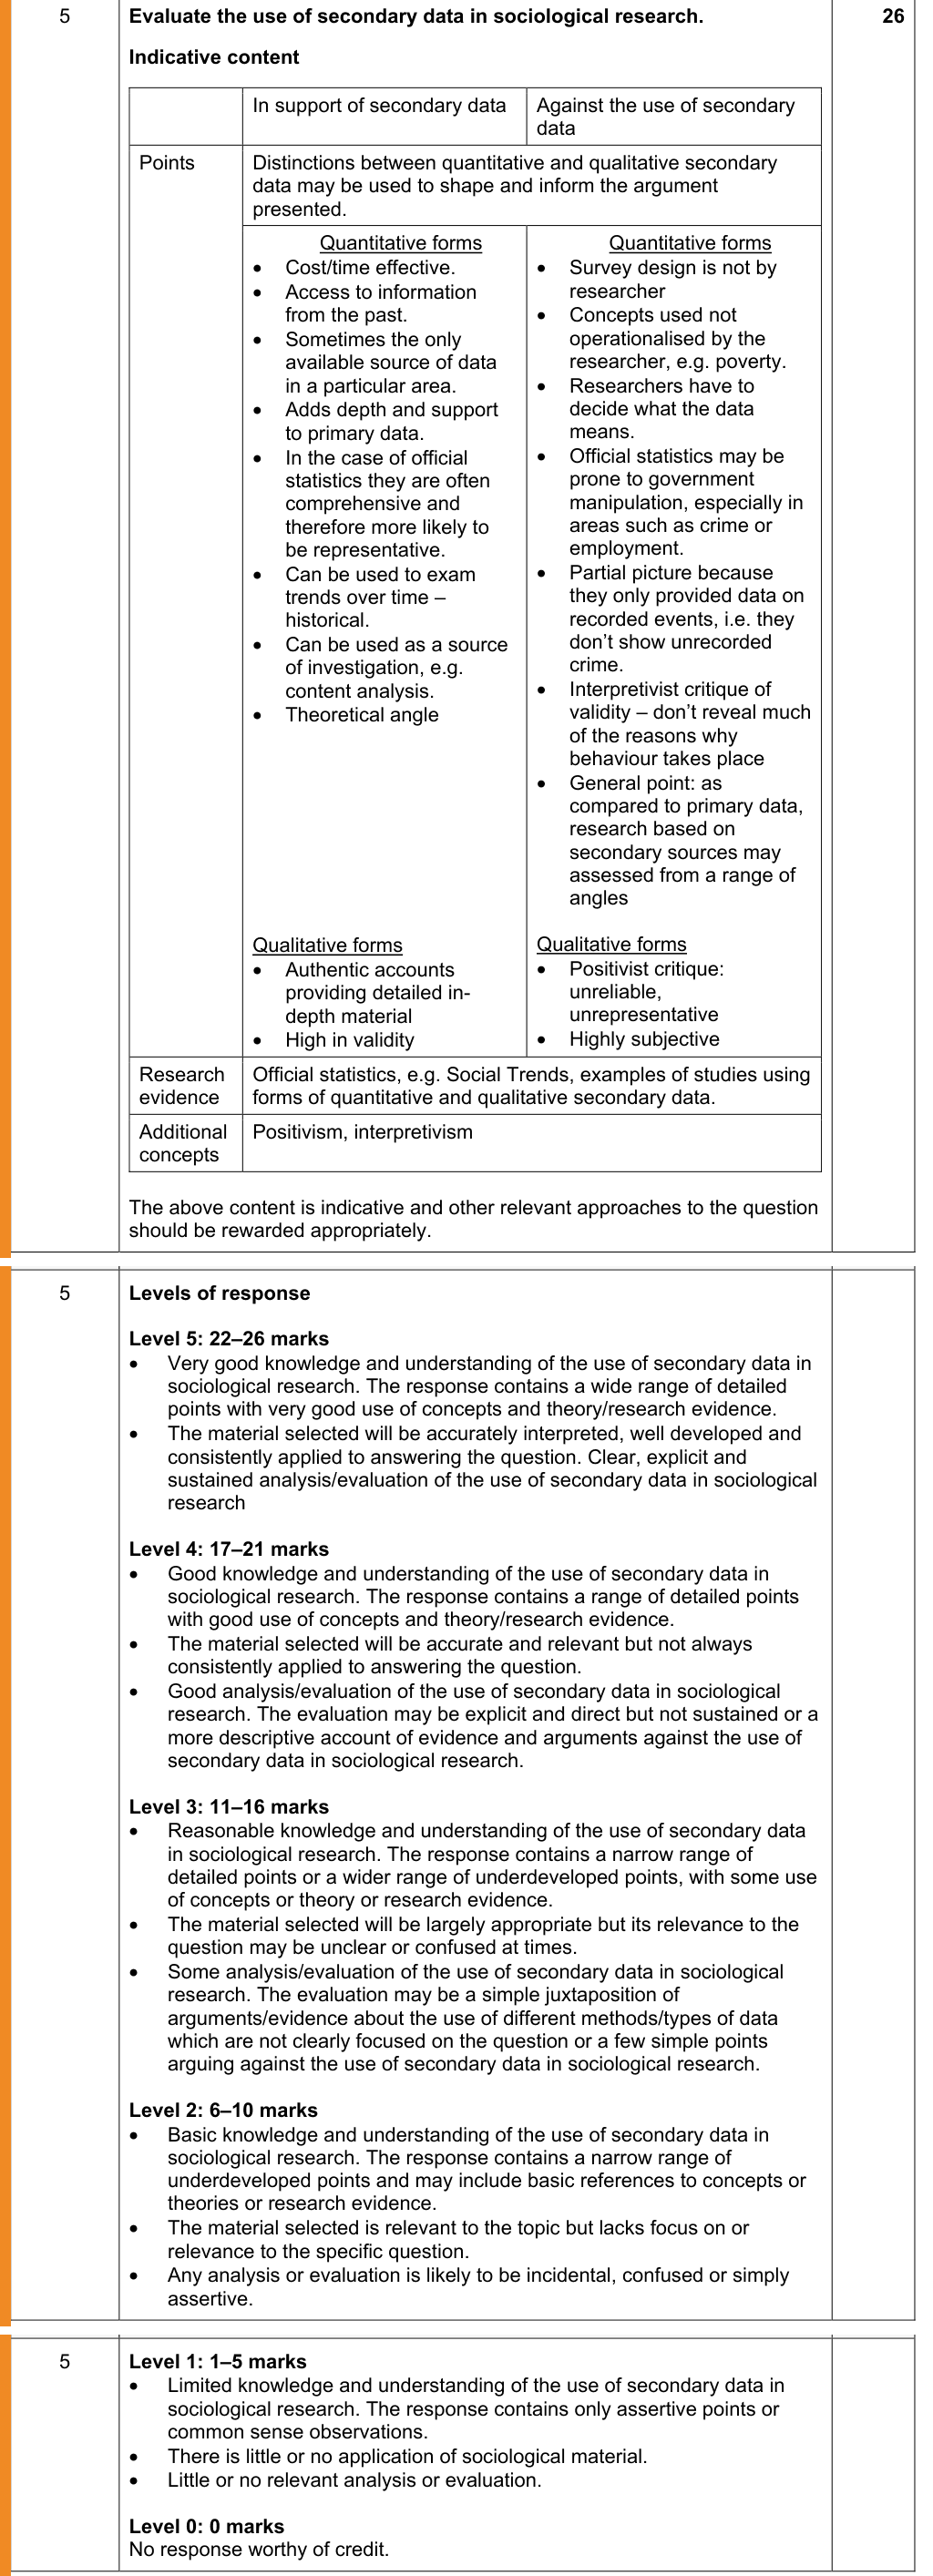 5 Evaluate the use of secondary data in sociological research. 26
Indicative content
In support of secondary data
Against the use of secondary
data
Points
Distinctions between quantitative and qualitative secondary
data may be used to shape and inform the argument
presented.
Quantitative forms
• Cost/time effective.
• Access to information
from the past.
• Sometimes the only
available source of data
in a particular area.
• Adds depth and support
to primary data.
• In the case of official
statistics they are often
comprehensive and
therefore more likely to
be representative.
• Can be used to exam
trends over time –
historical.
• Can be used as a source
of investigation, e.g.
content analysis.
• Theoretical angle
Quantitative forms
• Survey design is not by
researcher
• Concepts used not
operationalised by the
researcher, e.g. poverty.
• Researchers have to
decide what the data
means.
• Official statistics may be
prone to government
manipulation, especially in
areas such as crime or
employment.
• Partial picture because
they only provided data on
recorded events, i.e. they
don’t show unrecorded
crime.
• Interpretivist critique of
validity – don’t reveal much
of the reasons why
behaviour takes place
• General point: as
compared to primary data,
research based on
secondary sources may
assessed from a range of
angles
Qualitative forms
• Authentic accounts
providing detailed in-
depth material
• High in validity
Qualitative forms
• Positivist critique:
unreliable,
unrepresentative
• Highly subjective
Research
evidence
Official statistics, e.g. Social Trends, examples of studies using
forms of quantitative and qualitative secondary data.
Additional
concepts
Positivism, interpretivism
The above content is indicative and other relevant approaches to the question
should be rewarded appropriately.
5 Levels of response
Level 5: 22–26 marks
• Very good knowledge and understanding of the use of secondary data in
sociological research. The response contains a wide range of detailed
points with very good use of concepts and theory/research evidence.
• The material selected will be accurately interpreted, well developed and
consistently applied to answering the question. Clear, explicit and
sustained analysis/evaluation of the use of secondary data in sociological
research
Level 4: 17–21 marks
• Good knowledge and understanding of the use of secondary data in
sociological research. The response contains a range of detailed points
with good use of concepts and theory/research evidence.
• The material selected will be accurate and relevant but not always
consistently applied to answering the question.
• Good analysis/evaluation of the use of secondary data in sociological
research. The evaluation may be explicit and direct but not sustained or a
more descriptive account of evidence and arguments against the use of
secondary data in sociological research.
Level 3: 11–16 marks
• Reasonable knowledge and understanding of the use of secondary data
in sociological research. The response contains a narrow range of
detailed points or a wider range of underdeveloped points, with some use
of concepts or theory or research evidence.
• The material selected will be largely appropriate but its relevance to the
question may be unclear or confused at times.
• Some analysis/evaluation of the use of secondary data in sociological
research. The evaluation may be a simple juxtaposition of
arguments/evidence about the use of different methods/types of data
which are not clearly focused on the question or a few simple points
arguing against the use of secondary data in sociological research.
Level 2: 6–10 marks
• Basic knowledge and understanding of the use of secondary data in
sociological research. The response contains a narrow range of
underdeveloped points and may include basic references to concepts or
theories or research evidence.
• The material selected is relevant to the topic but lacks focus on or
relevance to the specific question.
• Any analysis or evaluation is likely to be incidental, confused or simply
assertive.
5 Level 1: 1–5 marks
• Limited knowledge and understanding of the use of secondary data in
sociological research. The response contains only assertive points or
common sense observations.
• There is little or no application of sociological material.
• Little or no relevant analysis or evaluation.
Level 0: 0 marks
No response worthy of credit.